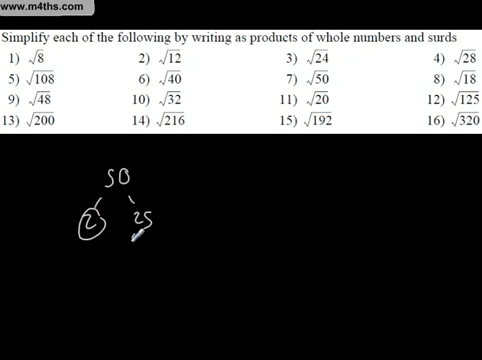 www.m4ths.com
Simplify each of the following by writing as products of whole numbers and surds
1) √8 2) √12 3) √24 4) √28
5) √108 6) √40 7) √50 8) √18
9) √48 10) √32 11) √20 12) √125
13) √200 14) √216 15) √192 16) √320
50
2 25